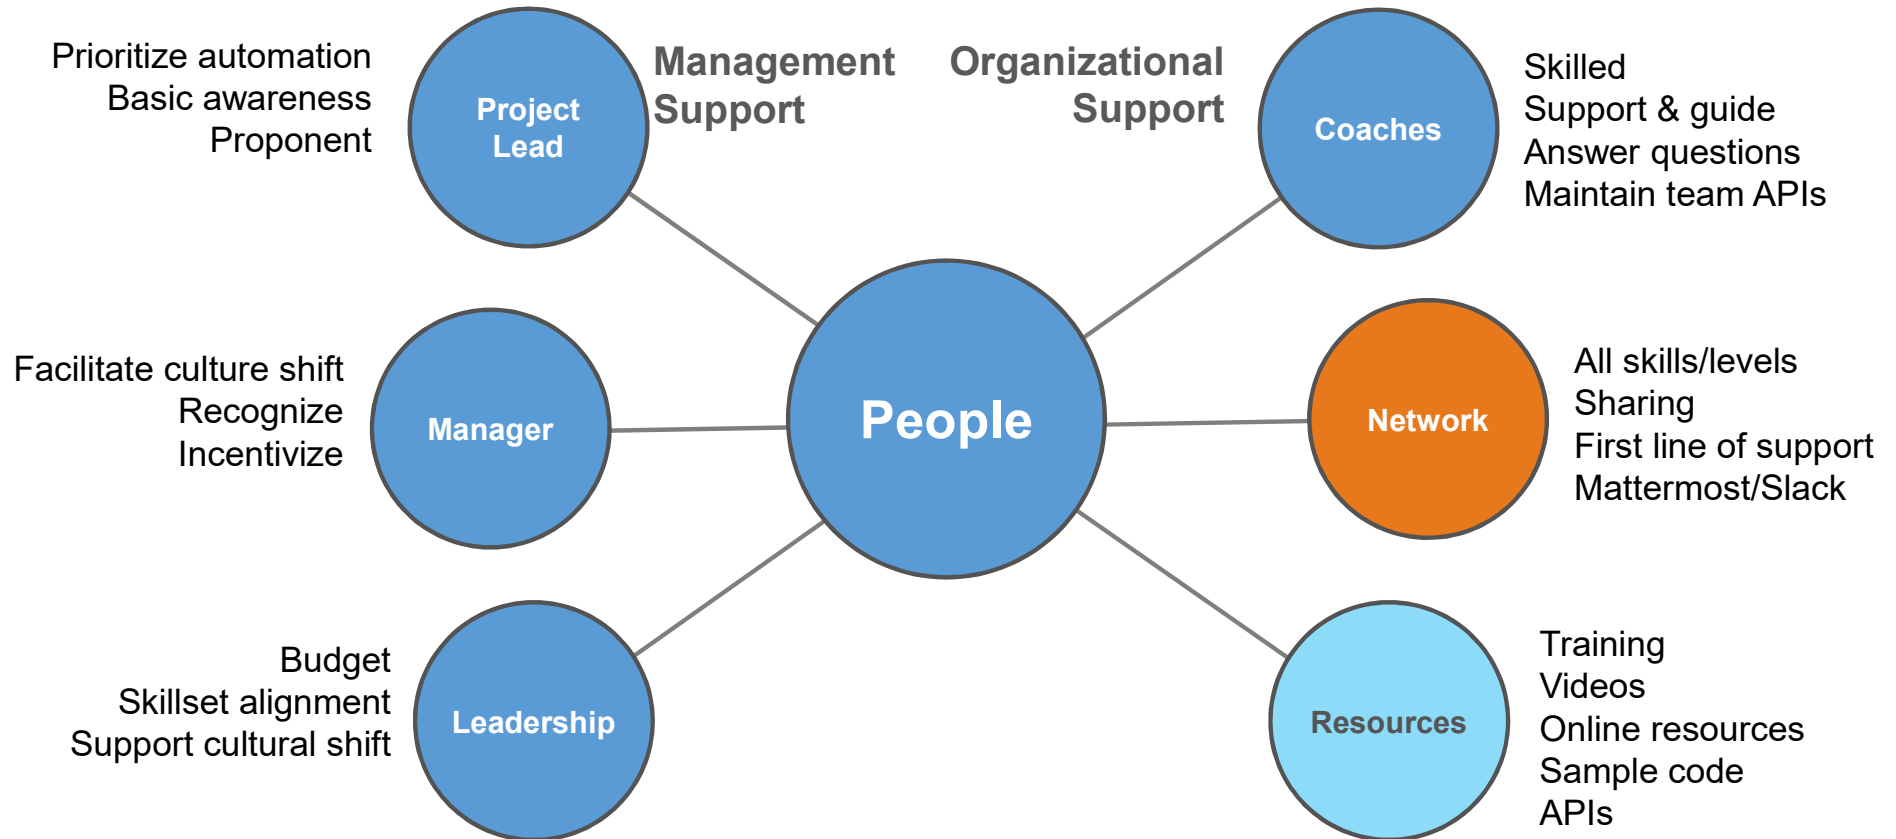 Prioritize automation
Basic awareness
Proponent
Project
Lead
Management
Support
Organizational
Support
Coaches
Skilled
Support & guide
Answer questions
Maintain team APIs
Facilitate culture shift
Recognize
Incentivize
Manager
People
Network
All skills/levels
Sharing
First line of support
Mattermost/Slack
Budget
Skillset alignment
Support cultural shift
Leadership
Resources
Training
Videos
Online resources
Sample code
APIs